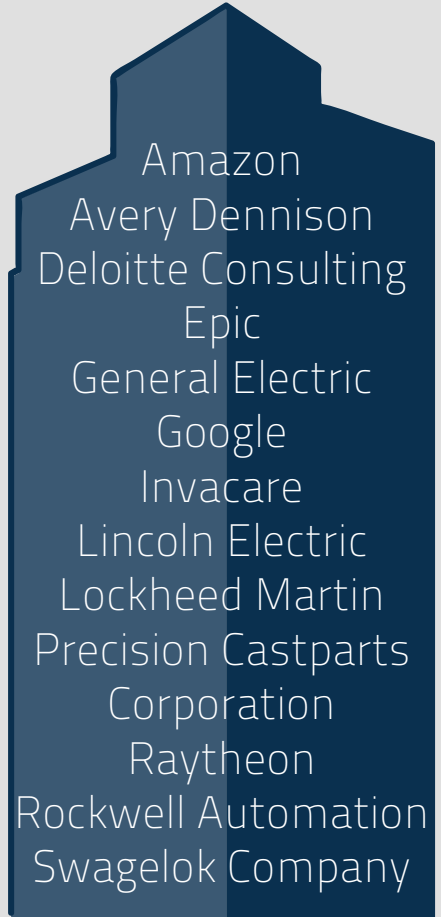 Amazon
Avery Dennison
Deloitte Consulting
Epic
General Electric
Google
Invacare
Lincoln Electric
Lockheed Martin
Precision Castparts
Corporation
Raytheon
Rockwell Automation
Swagelok Company